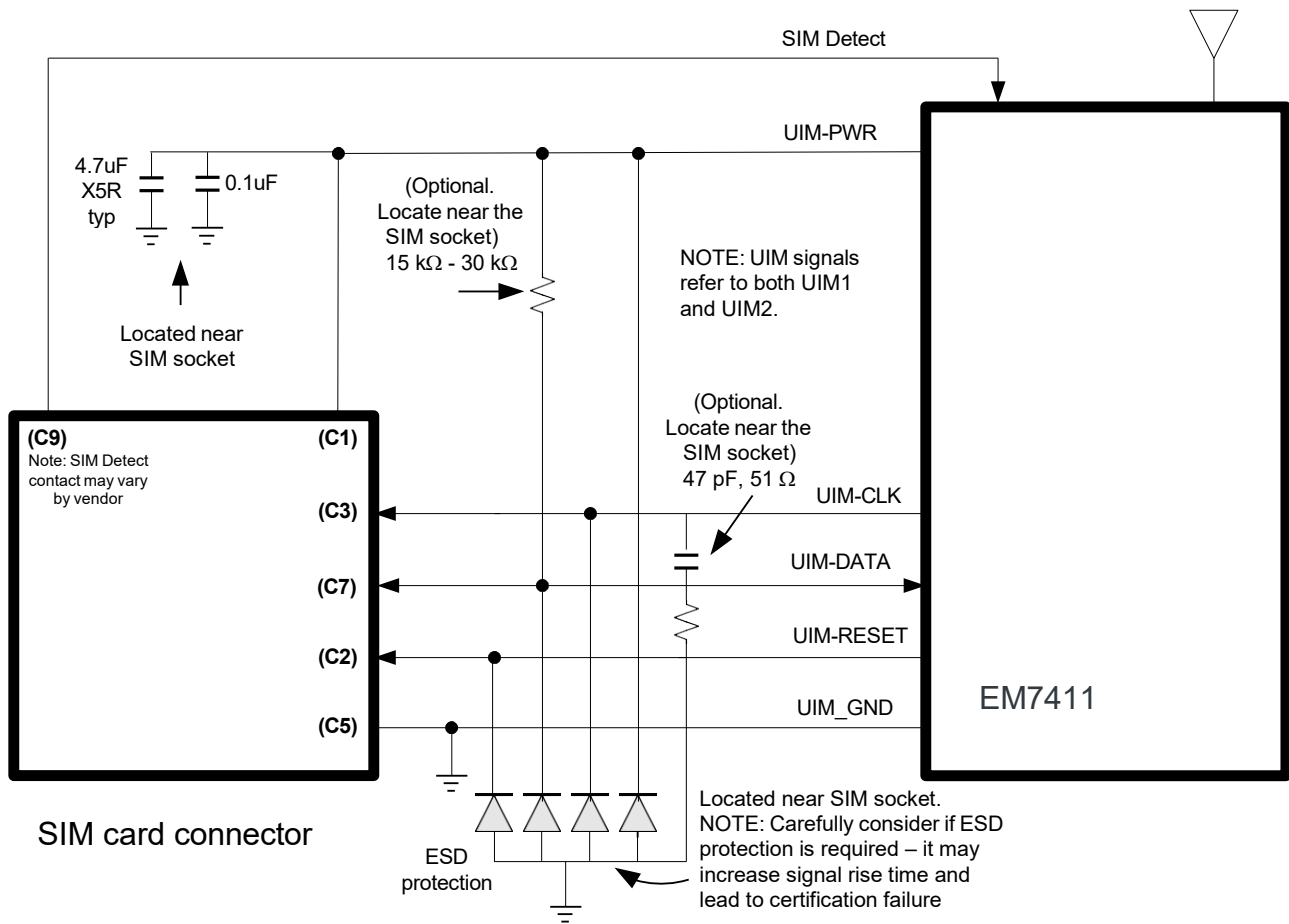 SIM Detect
UIM-PWR
4.7uF
X5R
typ
0.1uF
(Optional.
Locate near the
SIM socket)
15 kΩ - 30 kΩ
NOTE: UIM signals
refer to both UIM1
and UIM2.
Located near
SIM socket
(Optional.
Locate near the
SIM socket)
47 pF, 51 Ω
(C9)
Note: SIM Detect
contact may vary
by vendor
(C1)
(C3)
UIM-CLK
(C7)
UIM-DATA
(C2)
UIM-RESET
(C5)
UIM_GND
EM7411
SIM card connector
ESD
protection
Located near SIM socket.
NOTE: Carefully consider if ESD
protection is required – it may
increase signal rise time and
lead to certification failure